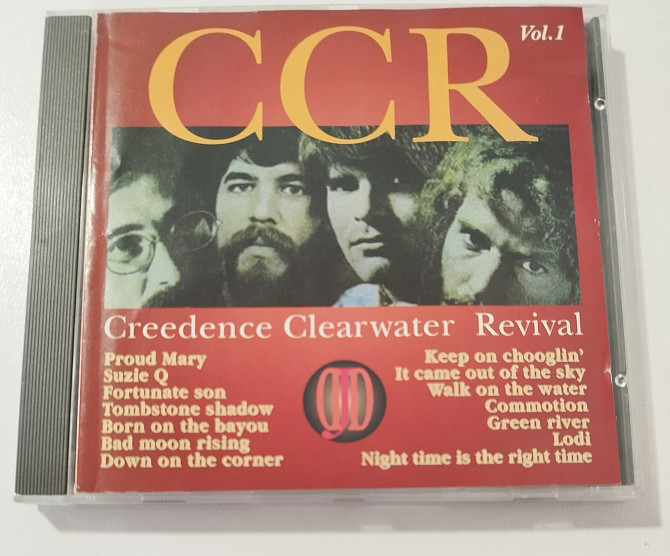 CCR
Vol.1
Creedence Clearwater Revival
Proud Mary
Suzie Q
Fortunate son
Tombstone shadow
Born on the bayou
Bad moon rising
Down on the corner
Keep on chooglin'
It came out of the sky
Walk on the water
Commotion
Green river
Lodi
Night time is the right time